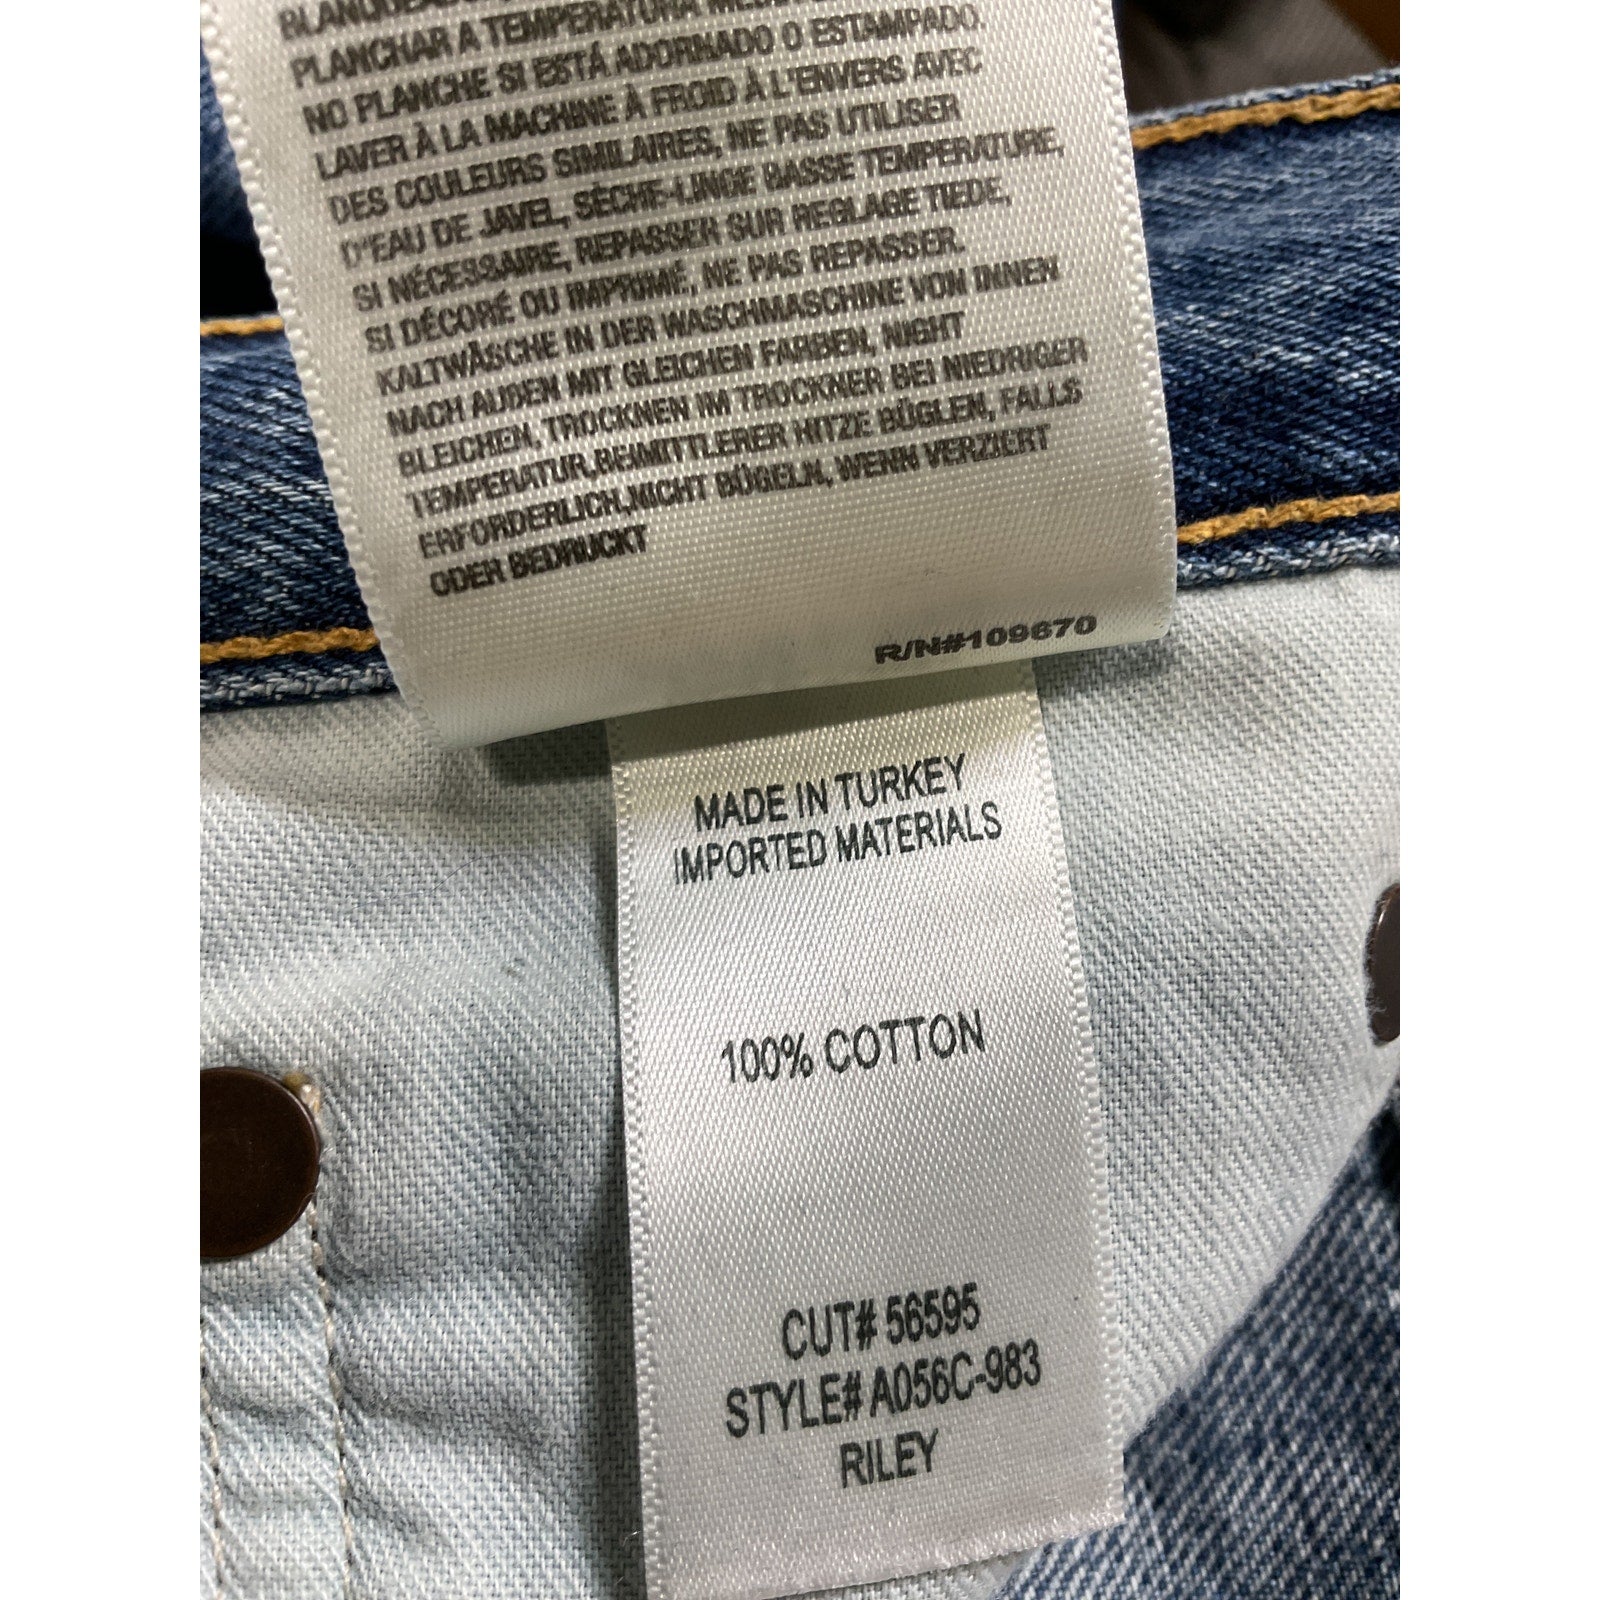 PLANCHAR A TEMPERATURA
NO PLANCHE SI ESTÁ ADORNADO O ESTAMPADO.
LAVER À LA MACHINE À FROID À L'ENVERS AVEC
DES COULEURS SIMILAIRES, NE PAS UTILISER
D'EAU DE JAVEL, SÈCHE-LINGE BASSE TEMPERATURE,
SI NÉCESSAIRE, REPASSER SUR REGLAGE TIEDE,
SI DÉCORÉ OU IMPRIMÉ, NE PAS REPASSER.
KALTWÄSCHE IN DER WASCHMASCHINE VON INNEN
NACH AUßEN MIT GLEICHEN FARBEN, NIGHT
BLEICHEN, TROCKNEN IM TROCKNER BEI NIEDRIGER
TEMPERATUR,BEIMITTLERER HITZE BÜGLEN, FALLS
ERFORDERLICH,NICHT BÜGELN, WENN VERZIERT
ODER BEDRUCKT
R/N#109670
MADE IN TURKEY
IMPORTED MATERIALS
100% COTTON
CUT# 56595
STYLE# A056C-983
RILEY